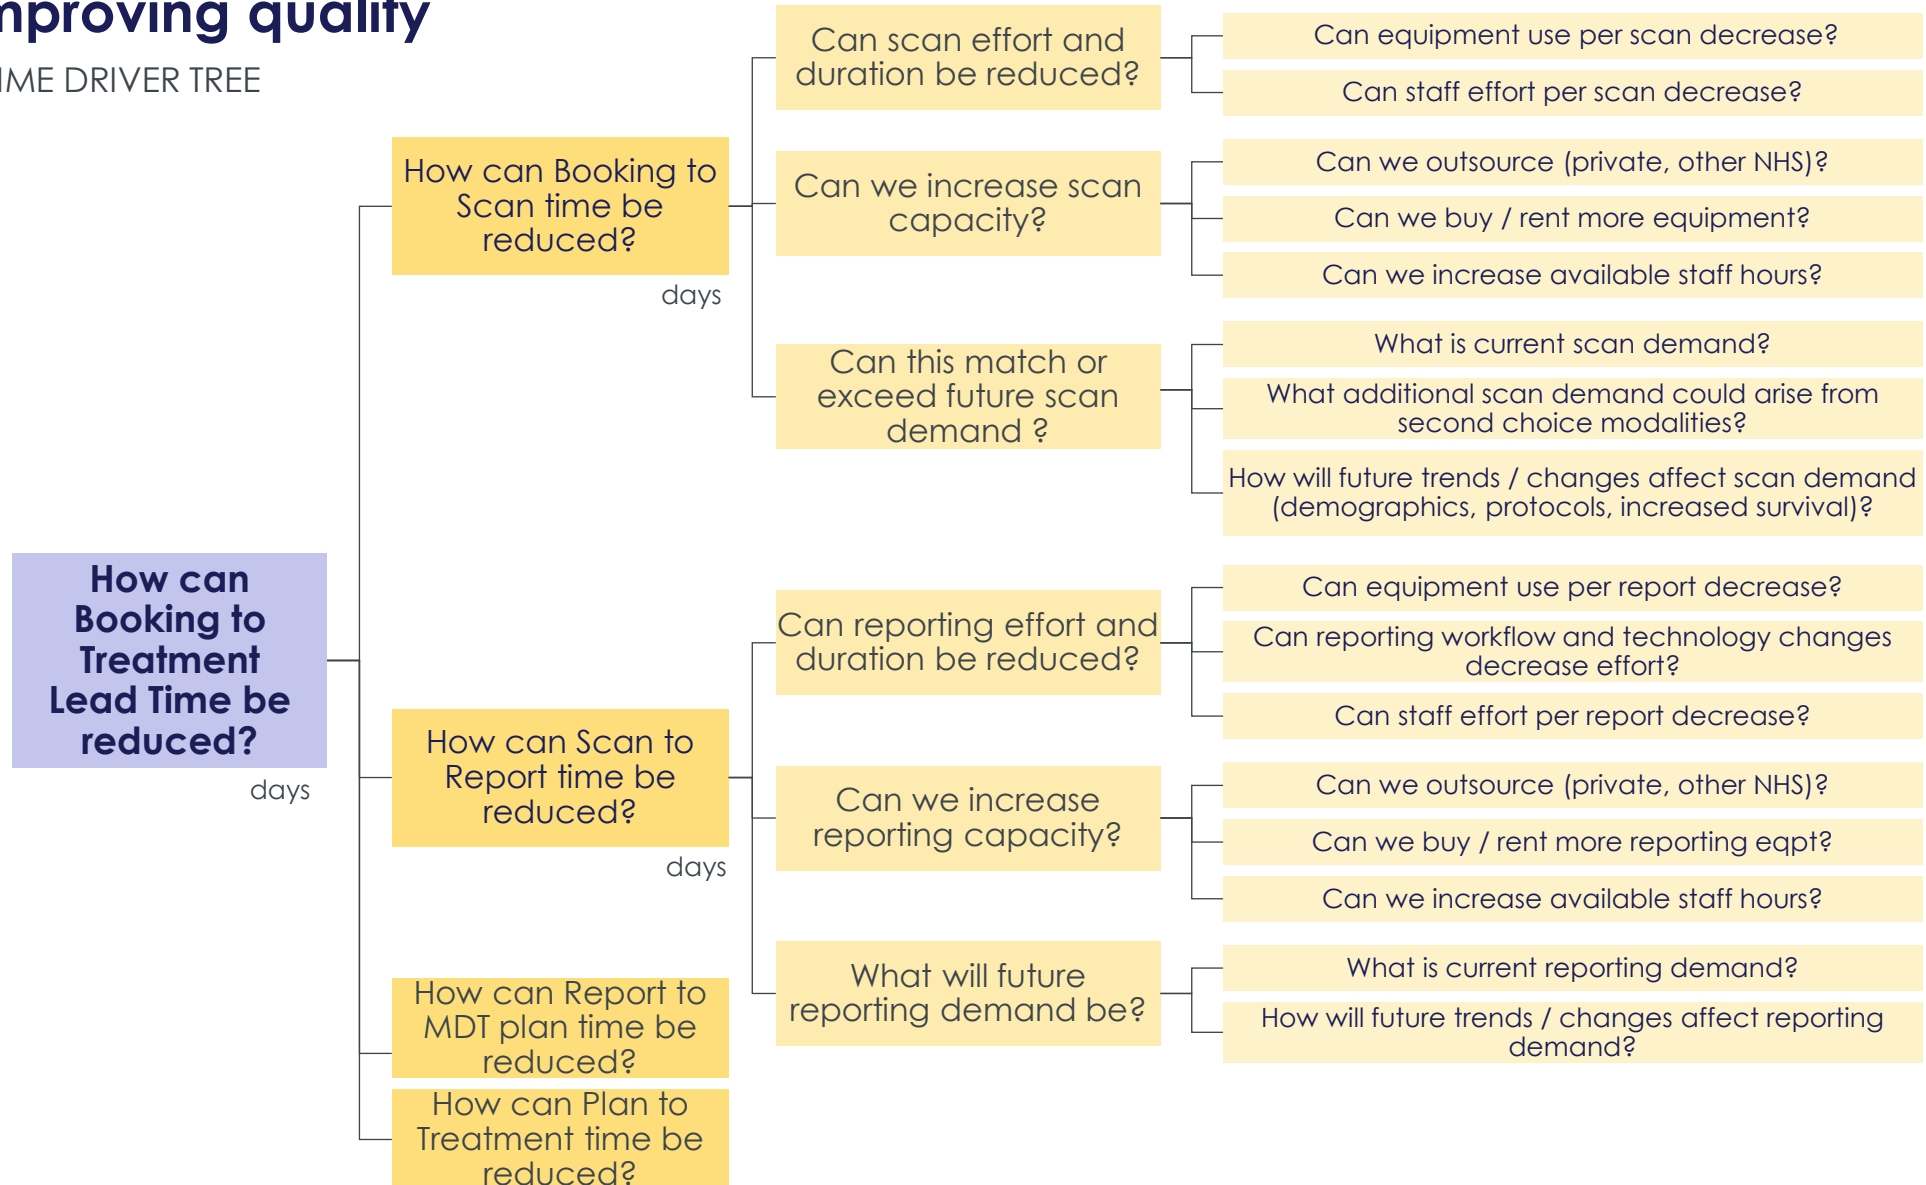 mproving quality
IME DRIVER TREE
How can
Booking to
Treatment
Lead Time be
reduced?
days
How can Booking to
Scan time be
reduced?
days
Can scan effort and
duration be reduced?
Can equipment use per scan decrease?
Can staff effort per scan decrease?
Can we increase scan
capacity?
Can we outsource (private, other NHS)?
Can we buy / rent more equipment?
Can we increase available staff hours?
Can this match or
exceed future scan
demand ?
What is current scan demand?
What additional scan demand could arise from
second choice modalities?
How will future trends / changes affect scan demand
(demographics, protocols, increased survival)?
How can Scan to
Report time be
reduced?
days
Can reporting effort and
duration be reduced?
Can equipment use per report decrease?
Can reporting workflow and technology changes
decrease effort?
Can staff effort per report decrease?
Can we increase
reporting capacity?
Can we outsource (private, other NHS)?
Can we buy / rent more reporting eqpt?
Can we increase available staff hours?
What will future
reporting demand be?
What is current reporting demand?
How will future trends / changes affect reporting
demand?
How can Report to
MDT plan time be
reduced?
How can Plan to
Treatment time be
reduced?